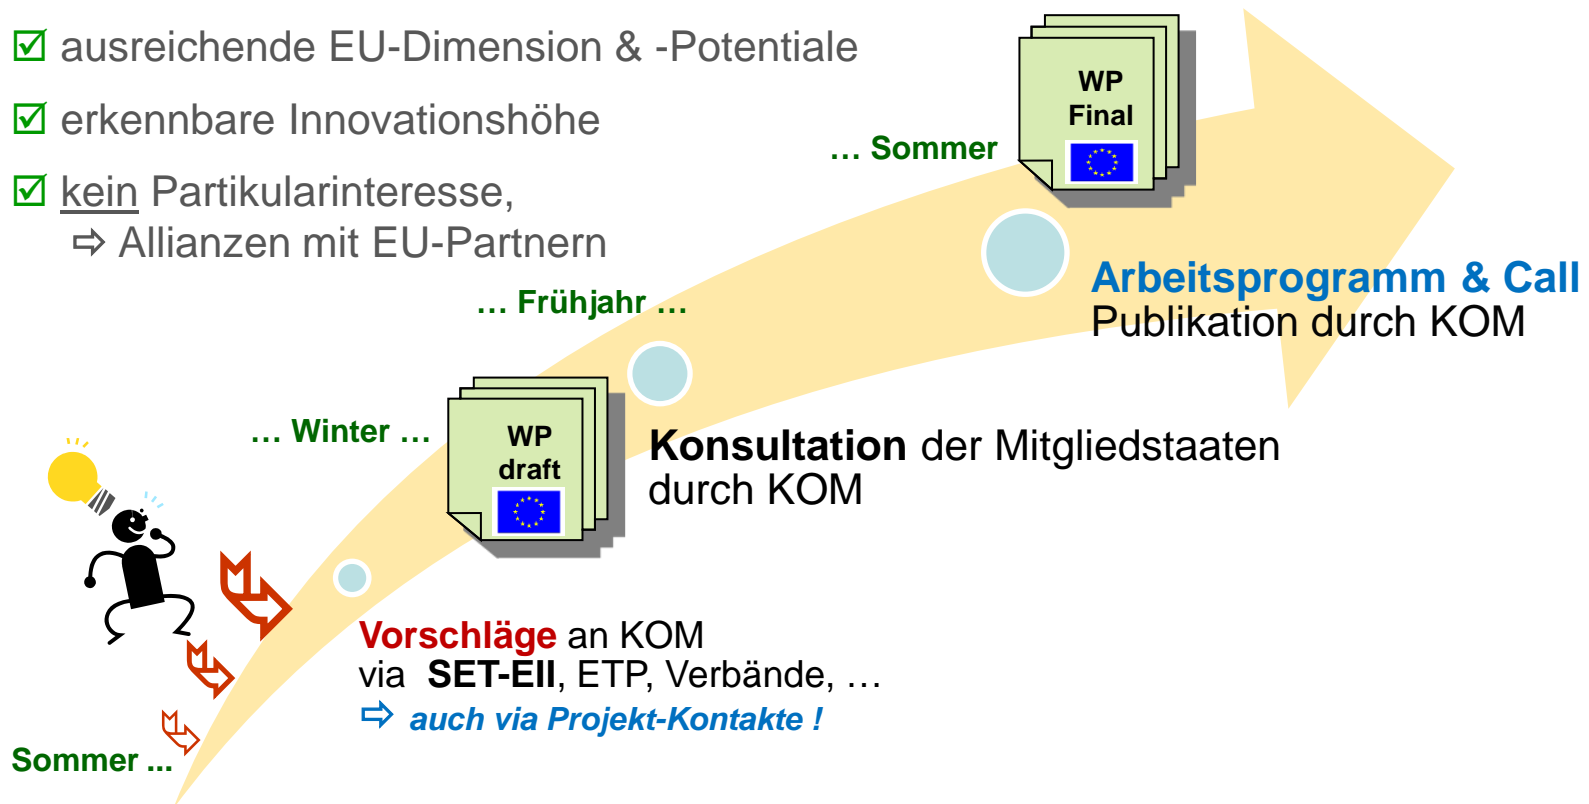 ausreichende EU-Dimension & -Potentiale
erkennbare Innovationshöhe
kein Partikularinteresse,
⇨ Allianzen mit EU-Partnern
WP
Final
… Sommer
Arbeitsprogramm & Call
Publikation durch KOM
… Frühjahr …
… Winter …
WP
draft
Konsultation der Mitgliedstaaten
durch KOM
Vorschläge an KOM
via SET-EII, ETP, Verbände, …
⇨ auch via Projekt-Kontakte !
Sommer ...